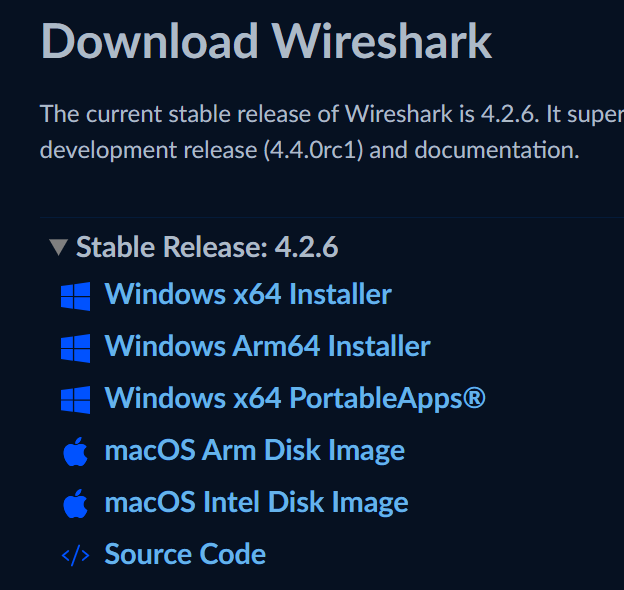 Download Wireshark
The current stable release of Wireshark is 4.2.6. It
development release (4.4.0rc1) and documentation.
Stable Release: 4.2.6
Windows x64 Installer
Windows Arm64 Installer
Windows x64 PortableApps®
macOS Arm Disk Image
macOS Intel Disk Image
</> Source Code